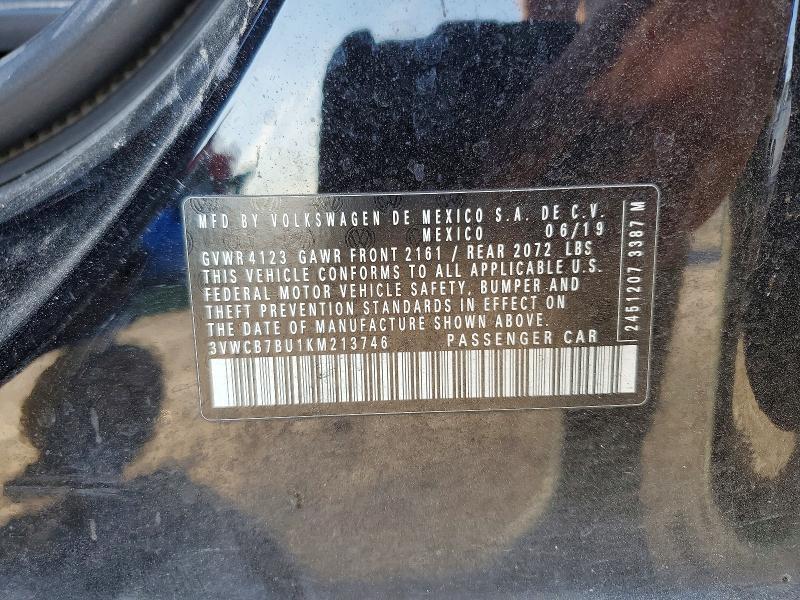 MFD BY VOLKSWAGEN DE MEXICO S.A. DE C.V.
MEXICO 06/19
GVWR 4123 GAWR FRONT 2161 / REAR 2072 LBS
THIS VEHICLE CONFORMS TO ALL APPLICABLE U.S.
FEDERAL MOTOR VEHICLE SAFETY, BUMPER AND
THEFT PREVENTION STANDARDS IN EFFECT ON
THE DATE OF MANUFACTURE SHOWN ABOVE.
3VWCB7BU1KM213746 PASSENGER CAR
2451207 3387 M